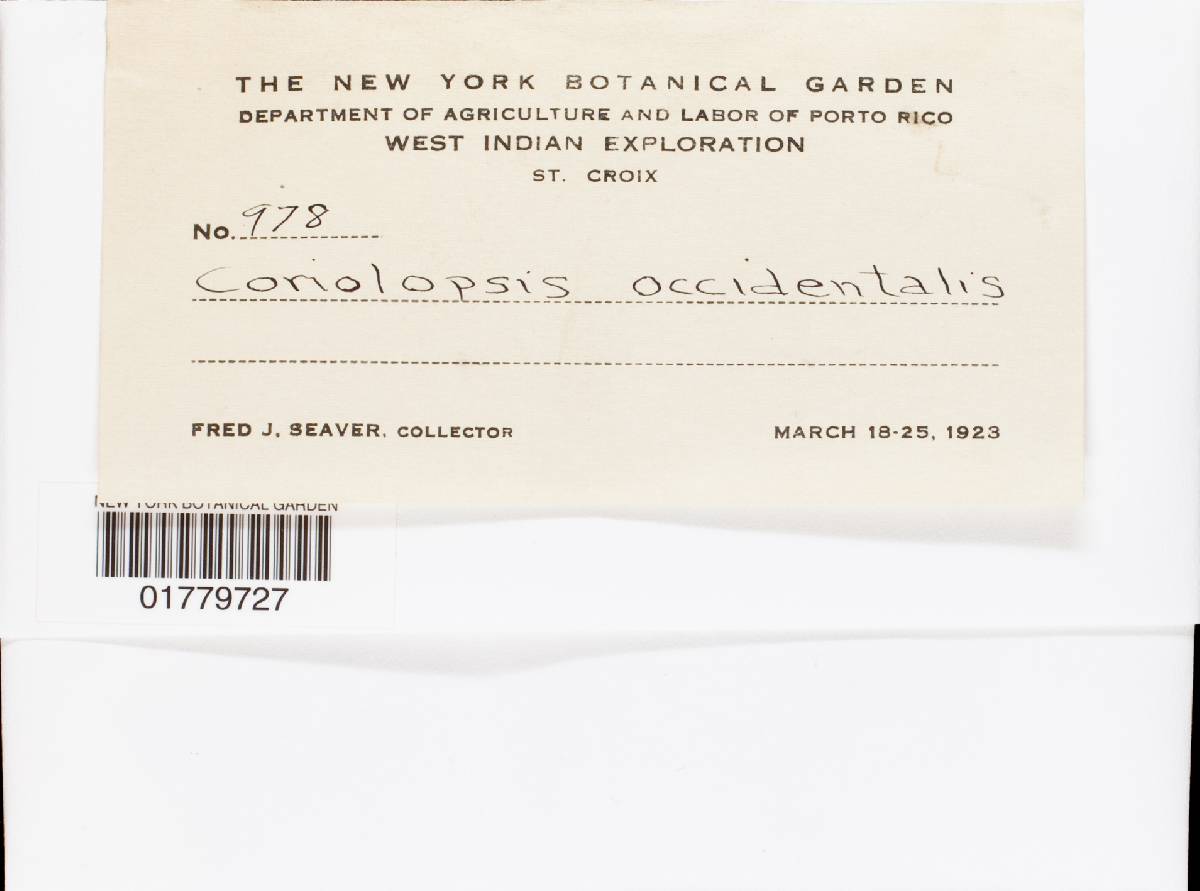 THE NEW YORK BOTANICAL GARDEN
DEPARTMENT OF AGRICULTURE AND LABOR OF PORTO RICO
WEST INDIAN EXPLORATION
ST. CROIX
No. 978
Coriolopsis occidentalis
FRED J. SEAVER, COLLECTOR MARCH 18-25, 1923
NEW YORK BOTANICAL GARDEN
01779727